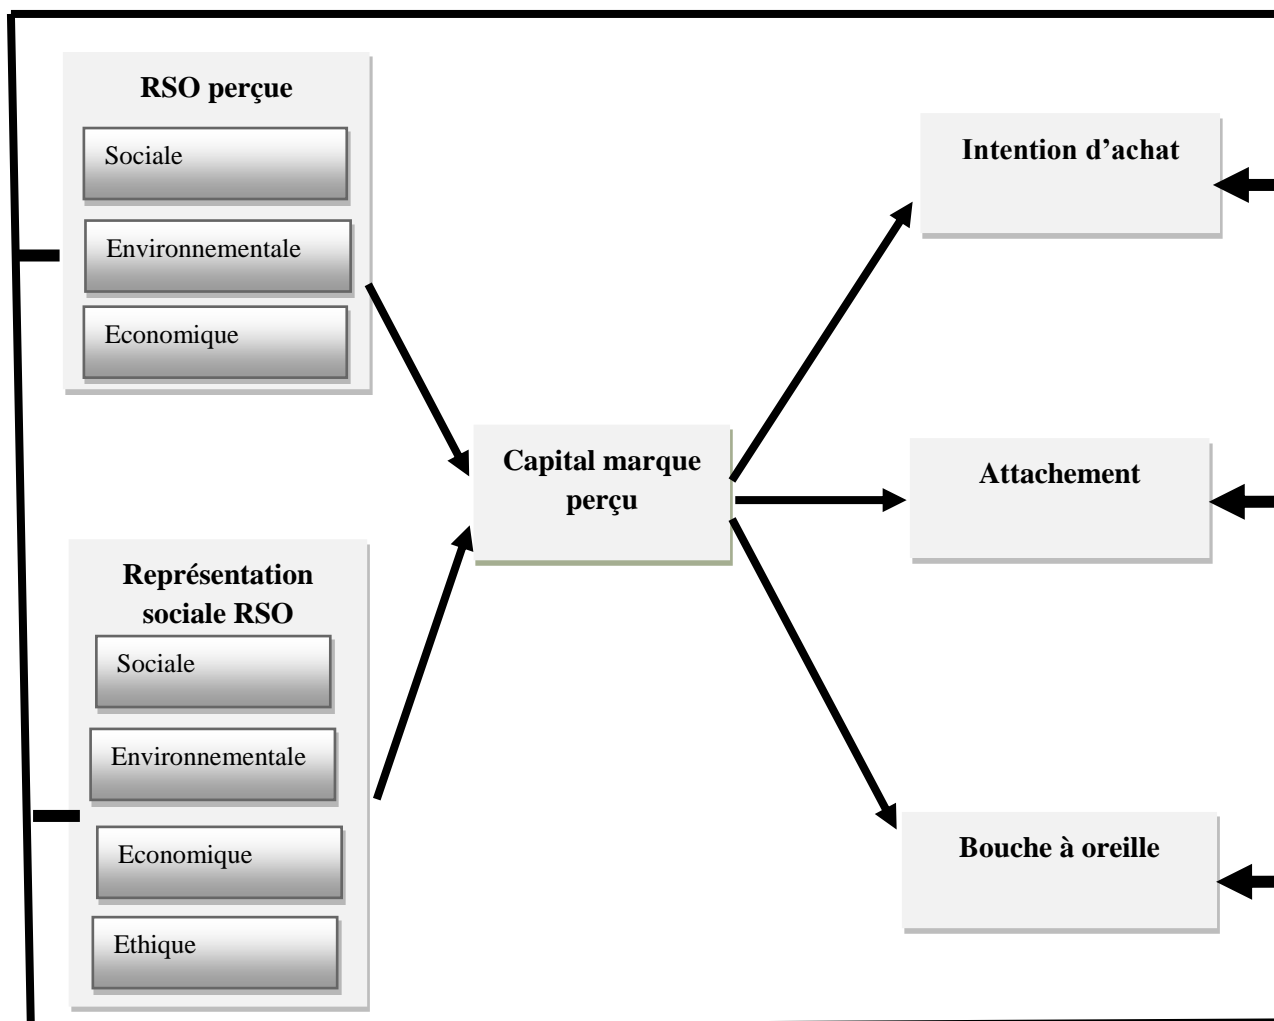 RSO perçue
Sociale
Environnementale
Economique
Représentation
sociale RSO
Sociale
Environnementale
Economique
Ethique
Capital marque
perçu
Intention d’achat
Attachement
Bouche à oreille